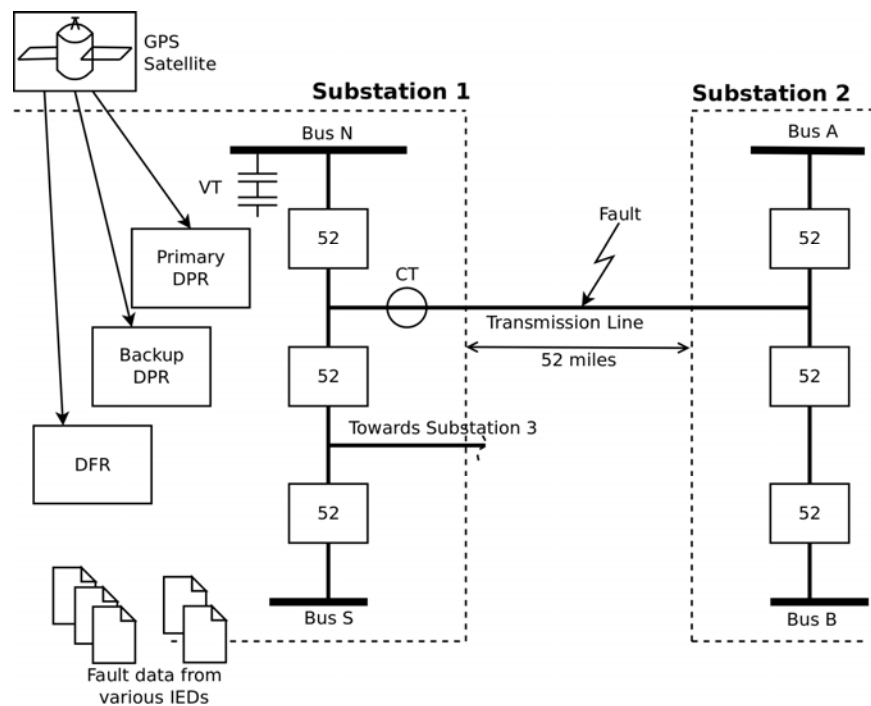 GPS
Satellite
Substation 1
Substation 2
Bus N
Bus A
VT
52
52
Fault
Primary
DPR
CT
Transmission Line
52 miles
Backup
DPR
52
52
Towards Substation 3
DFR
52
52
Bus S
Bus B
Fault data from
various IEDs